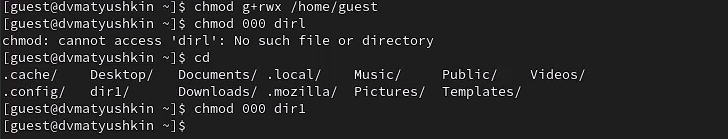 [guest@dvmatyushkin ~]$ chmod g+rwx /home/guest
[guest@dvmatyushkin ~]$ chmod 000 dirl
chmod: cannot access 'dirl': No such file or directory
[guest@dvmatyushkin ~]$ cd
.cache/ Desktop/ Documents/ .local/ Music/ Public/ Videos/
.config/ dir1/ Downloads/ .mozilla/ Pictures/ Templates/
[guest@dvmatyushkin ~]$ chmod 000 dir1
[guest@dvmatyushkin ~]$